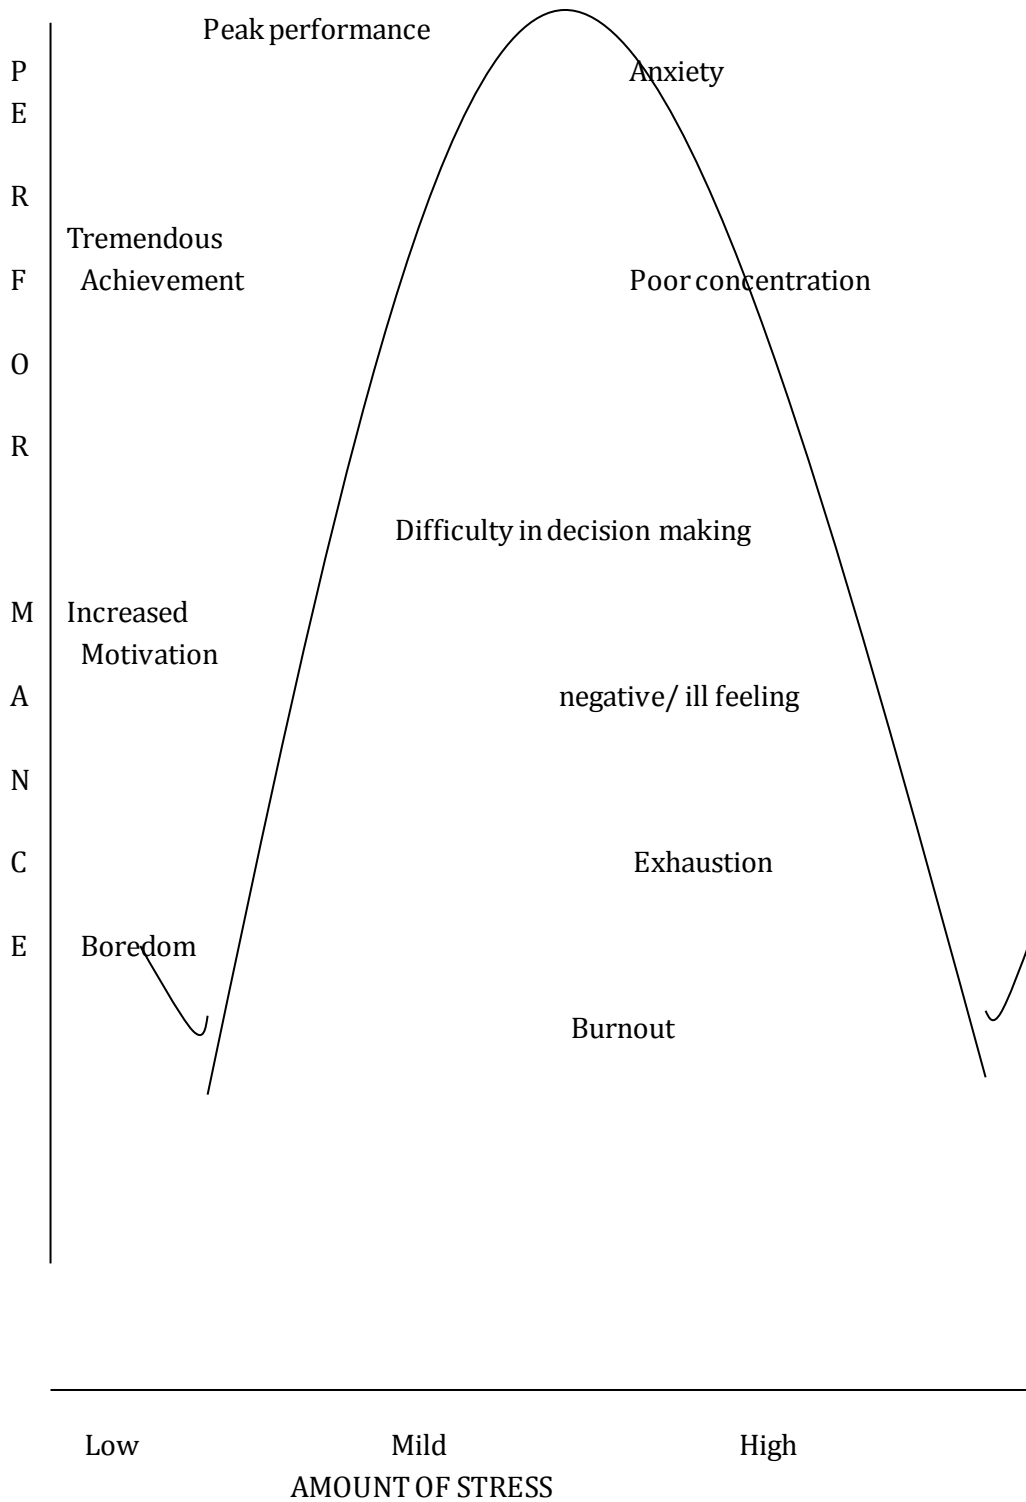 Peak performance
P Anxiety
E
R
Tremendous
F Achievement Poor concentration
O
R
Difficulty in decision making
M Increased
Motivation
A negative/ ill feeling
N
C Exhaustion
E Boredom
Burnout
Low Mild High
AMOUNT OF STRESS